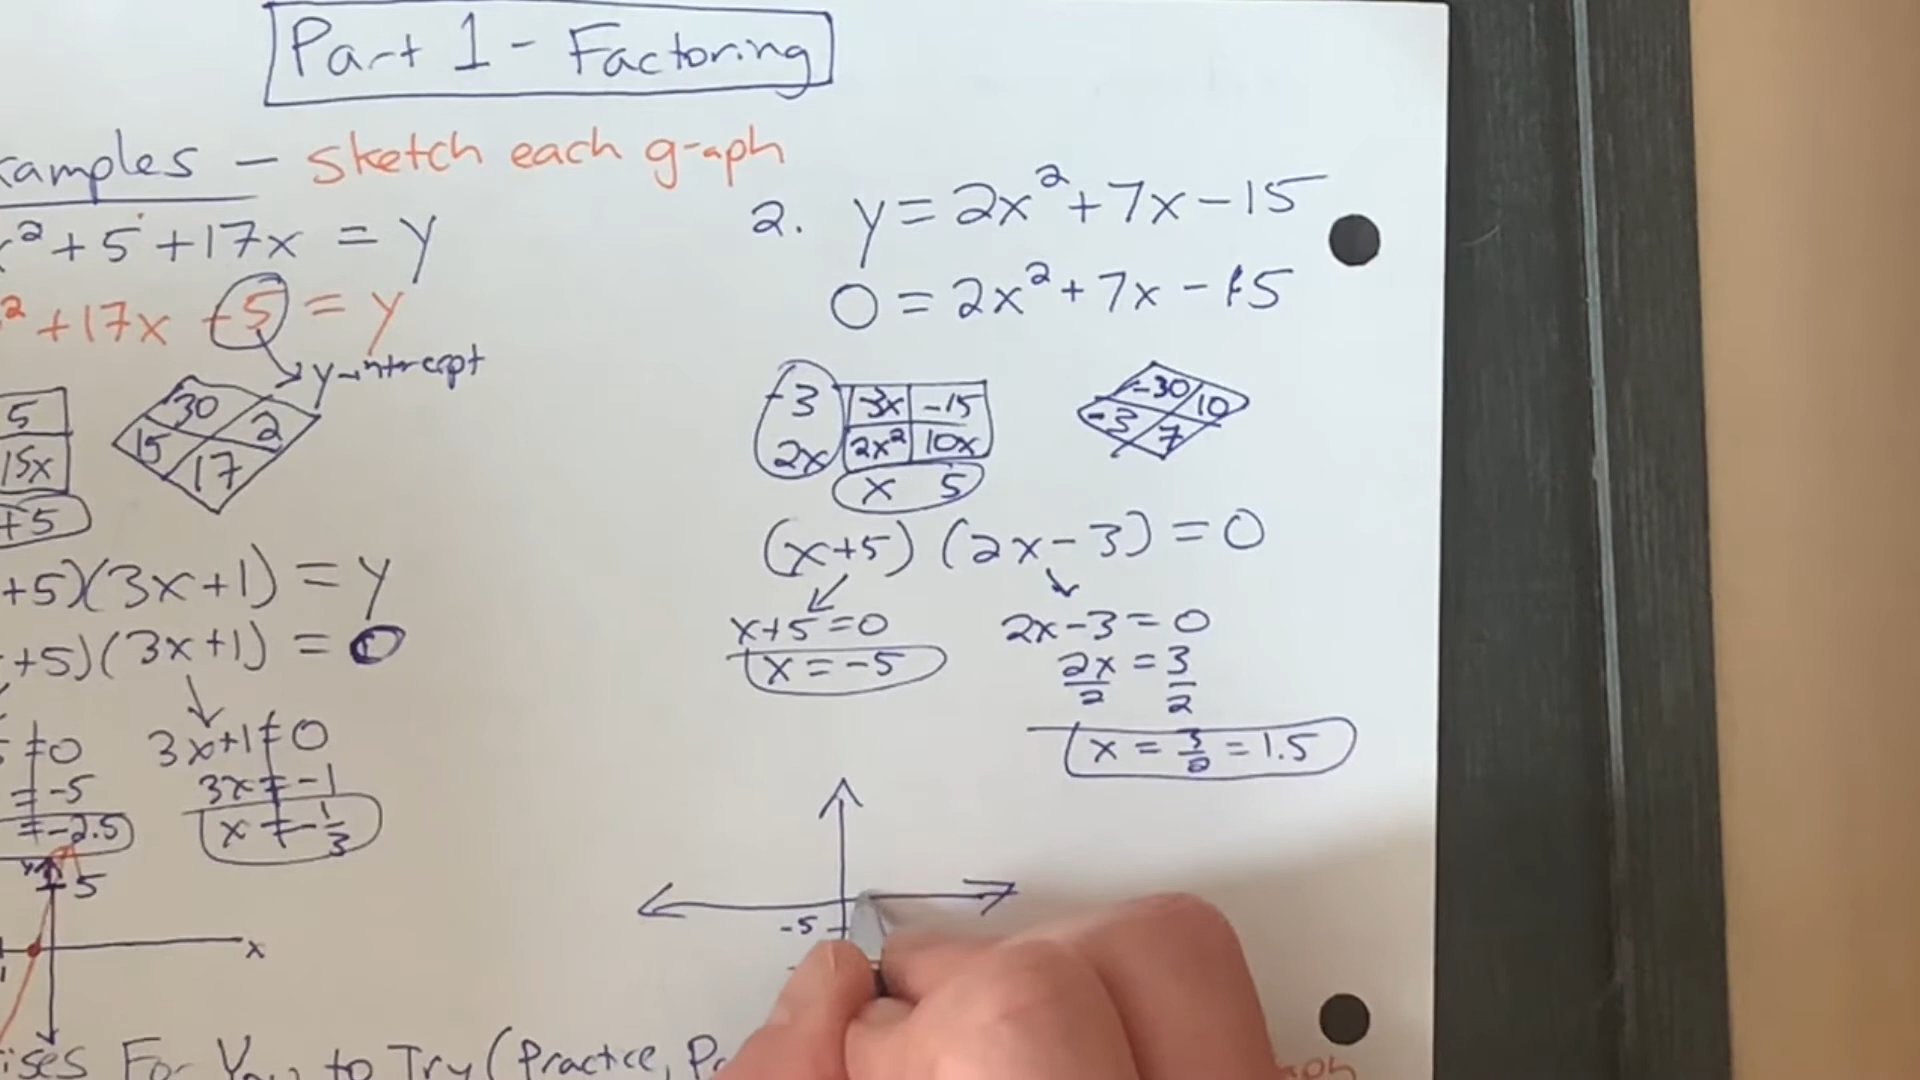 Part 1 - Factoring
xamples - sketch each graph
x²+5+17x = y
² +17x +5 = y
y-intercept
5
15x
+5
30
15 2
17
+5)(3x+1) = y
+5)(3x+1) = 0
=0
= -5
= -2.5
3x+1=0
3x = -1
x = -1/3
5
x
2. y = 2x²+7x-15
0 = 2x²+7x-15
-3 -3x -15
2x 2x² 10x
x 5
-30
-3 10
7
(x+5) (2x-3) = 0
x+5=0
x = -5
2x-3 = 0
2x/2 = 3/2
x = 3/2 = 1.5
-5
ises For You to Try (Practice,